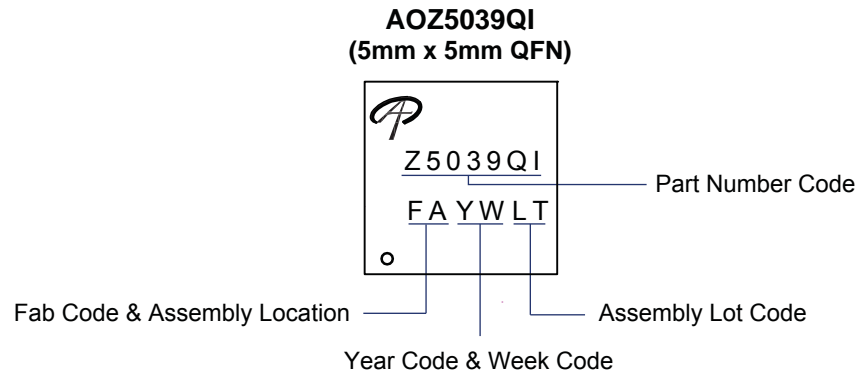 AOZ5039QI
(5mm x 5mm QFN)
Z5039QI
Part Number Code
FAYWLT
Fab Code & Assembly Location
Assembly Lot Code
Year Code & Week Code